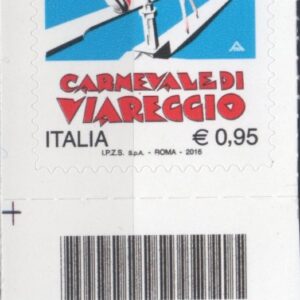 CARNEVALE DI
VIAREGGIO
ITALIA € 0,95
I.P.Z.S. S.p.A. - ROMA - 2016